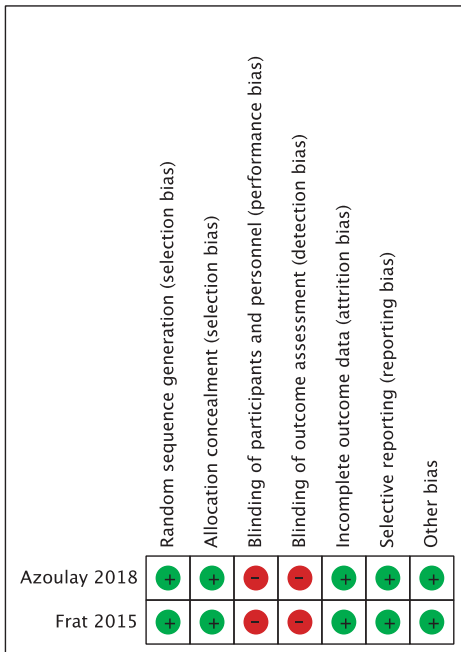 Random sequence generation (selection bias)
Allocation concealment (selection bias)
Blinding of participants and personnel (performance bias)
Blinding of outcome assessment (detection bias)
Incomplete outcome data (attrition bias)
Selective reporting (reporting bias)
Other bias
Azoulay 2018 + + – – + + +
Frat 2015 + + – – + + +